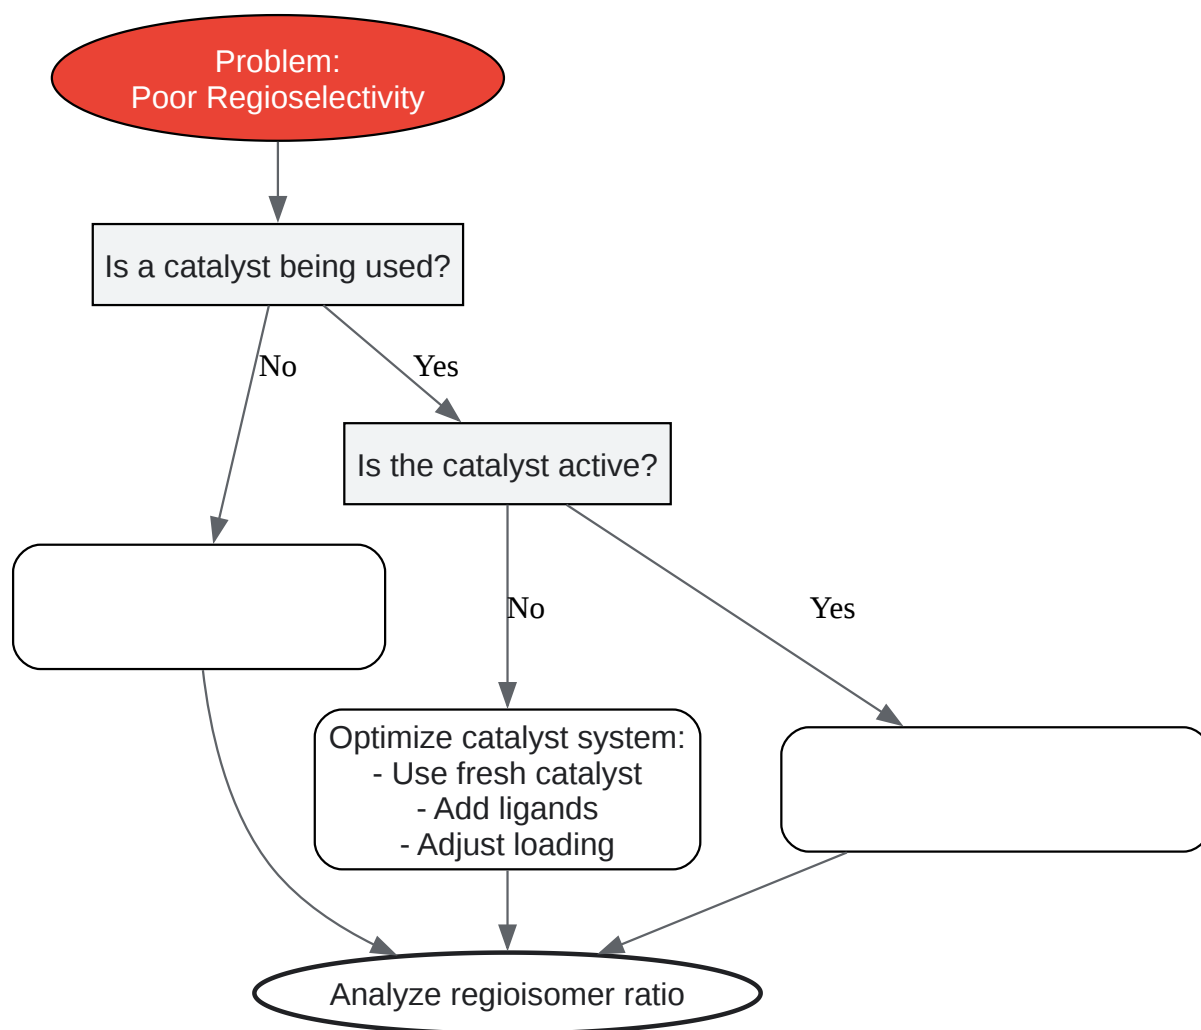 Problem:
Poor Regioselectivity
Is a catalyst being used?
No
Yes
Is the catalyst active?
No
Yes
Optimize catalyst system:
- Use fresh catalyst
- Add ligands
- Adjust loading
Analyze regioisomer ratio